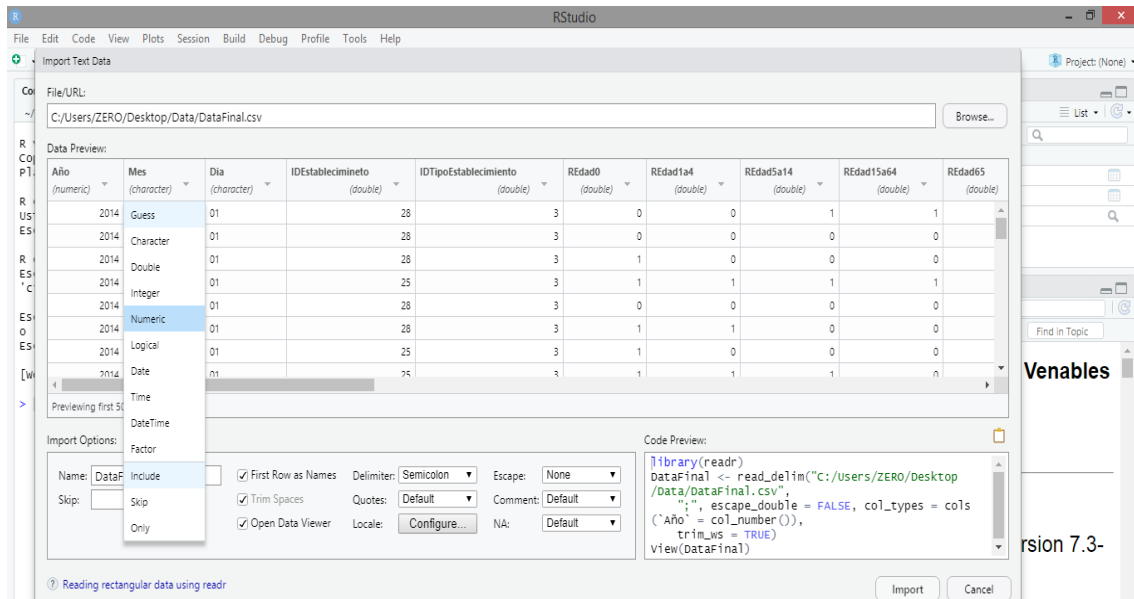 RStudio
File Edit Code View Plots Session Build Debug Profile Tools Help
Import Text Data
Project: (None)
File/URL:
C:/Users/ZERO/Desktop/Data/DataFinal.csv
Browse...
List
Data Preview:
Año Mes Dia IDEstablecimineto IDTipoEstablecimiento REdad0 REdad1a4 REdad5a14 REdad15a64 REdad65
(numeric) (character) (character) (double) (double) (double) (double) (double) (double) (double)
2014 01 28 3 0 0 1 1
2014 01 28 3 0 0 0 0
2014 01 28 3 1 0 0 0
2014 01 25 3 1 1 1 1
2014 01 28 3 0 0 0 0
2014 01 28 3 1 1 0 0
2014 01 25 3 1 0 0 0
2014 01 25 3 1 1 1 0
Guess
Character
Double
Integer
Numeric
Logical
Date
Time
DateTime
Factor
Include
Skip
Only
Previewing first 50
Find in Topic
Venables
rsion 7.3-
Import Options:
Name: DataF
Skip:
First Row as Names
Trim Spaces
Open Data Viewer
Delimiter: Semicolon
Quotes: Default
Locale: Configure...
Escape: None
Comment: Default
NA: Default
Code Preview:
library(readr)
DataFinal <- read_delim("C:/Users/ZERO/Desktop
/Data/DataFinal.csv",
";", escape_double = FALSE, col_types = cols
(`Año` = col_number()),
trim_ws = TRUE)
View(DataFinal)
Reading rectangular data using readr
Import
Cancel